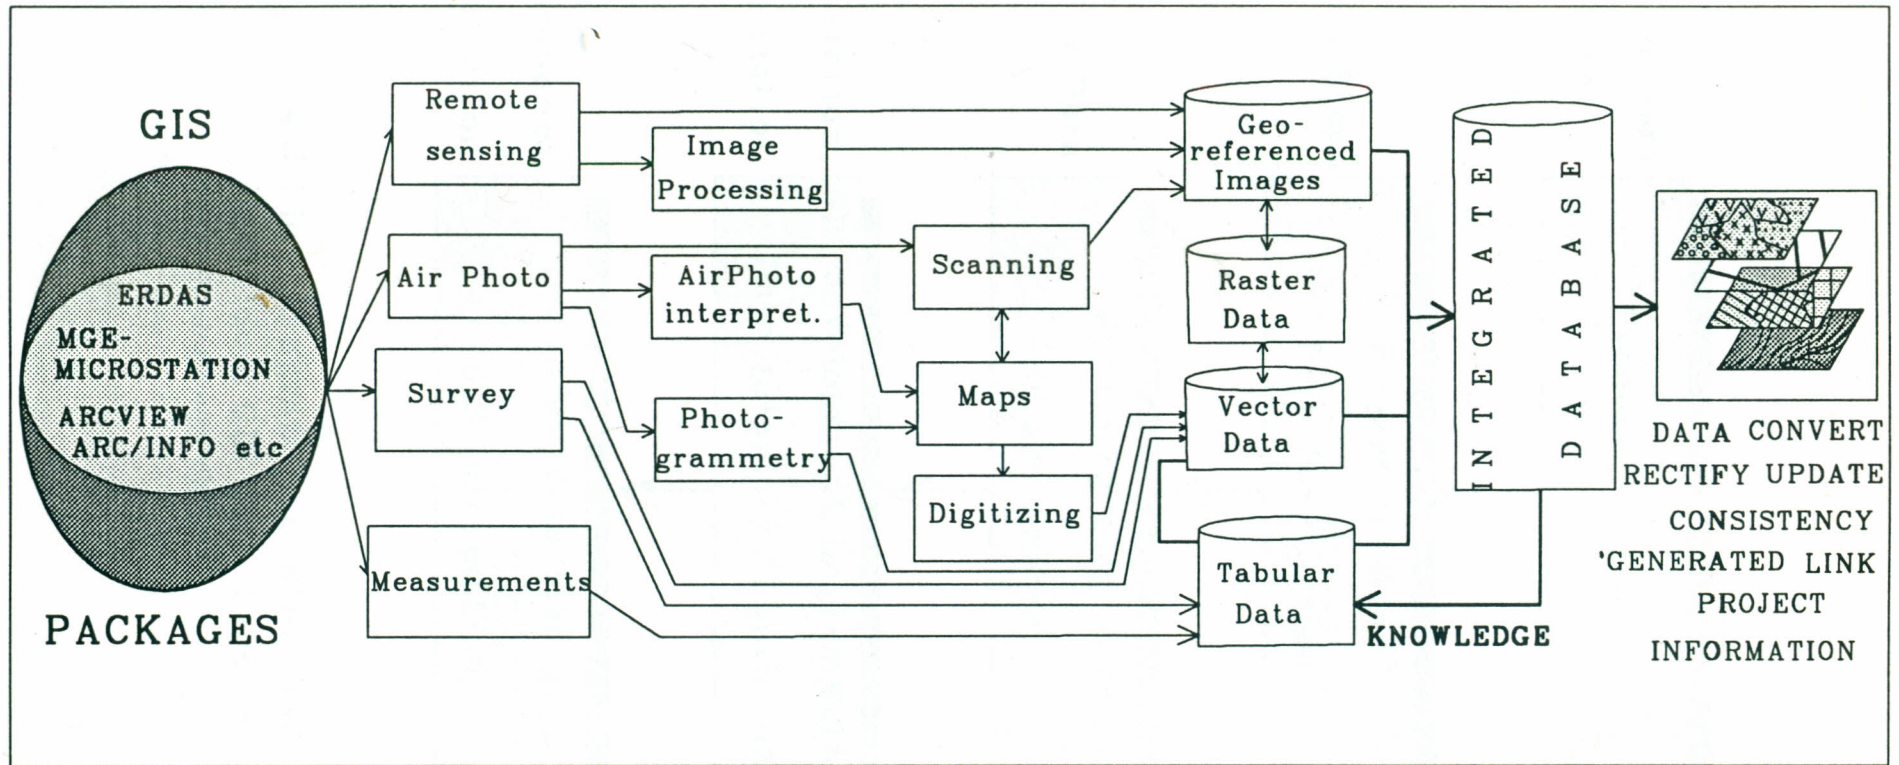 GIS
ERDAS
MGE-
MICROSTATION
ARCVIEW
ARC/INFO etc
PACKAGES
Remote
sensing
Image
Processing
Air Photo
AirPhoto
interpret.
Survey
Photo-
grammetry
Measurements
Scanning
Maps
Digitizing
Geo-
referenced
Images
Raster
Data
Vector
Data
Tabular
Data
KNOWLEDGE
INTEGRATED
DATABASE
DATA CONVERT
RECTIFY UPDATE
CONSISTENCY
'GENERATED LINK
PROJECT
INFORMATION